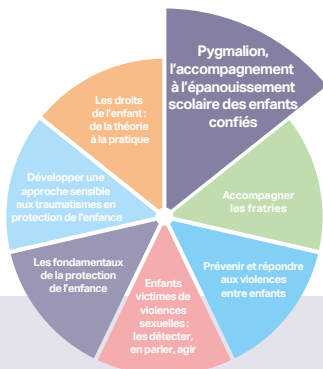 Pygmalion,
l'accompagnement
à l'épanouissement
scolaire des enfants
confiés
Accompagner
les fratries
Prévenir et répondre
aux violences
entre enfants
Enfants
victimes de
violences
sexuelles :
les détecter,
en parler, agir
Les fondamentaux
de la protection
de l'enfance
Développer une
approche sensible
aux traumatismes en
protection de l'enfance
Les droits
de l'enfant :
de la théorie
à la pratique